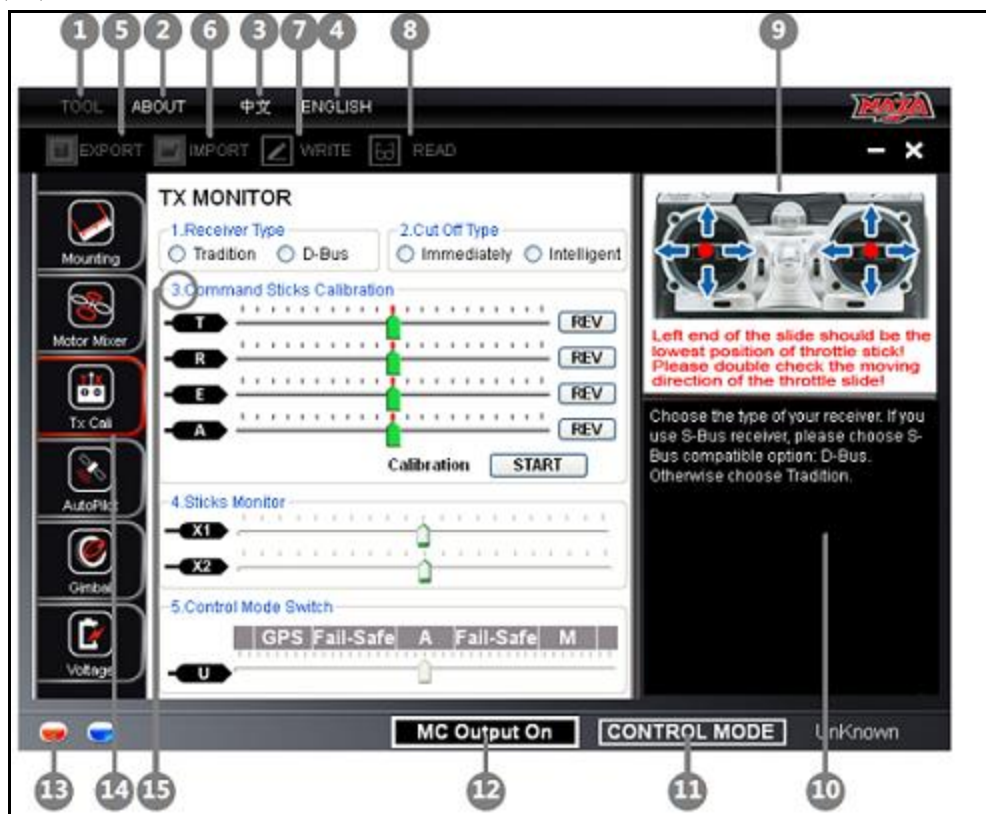 1 5 2 6 3 7 4 8 9
TOOL ABOUT 中文 ENGLISH
NAZA
EXPORT IMPORT WRITE READ
Mounting
Motor Mixer
Tx Cali
AutoPilot
Gimbal
Voltage
TX MONITOR
1.Receiver Type
Tradition D-Bus
2.Cut Off Type
Immediately Intelligent
3.Command Sticks Calibration
T REV
R REV
E REV
A REV
Calibration START
4.Sticks Monitor
X1
X2
5.Control Mode Switch
GPS Fail-Safe A Fail-Safe M
U
Left end of the slide should be the
lowest position of throttle stick!
Please double check the moving
direction of the throttle slide!
Choose the type of your receiver. If you
use S-Bus receiver, please choose S-
Bus compatible option: D-Bus.
Otherwise choose Tradition.
MC Output On CONTROL MODE UnKnown
13 14 15 12 11 10